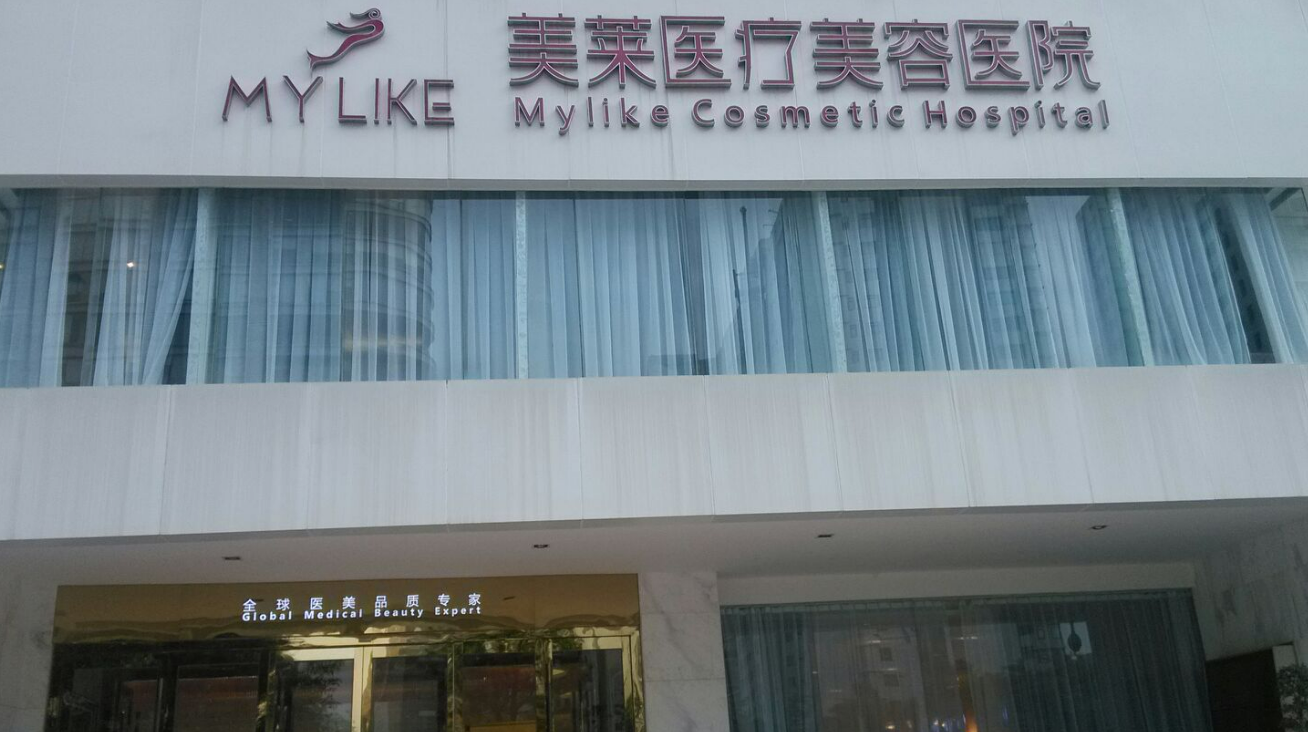 MYLIKE
美莱医疗美容医院
Mylike Cosmetic Hospital
全球医美品质专家
Global Medical Beauty Expert